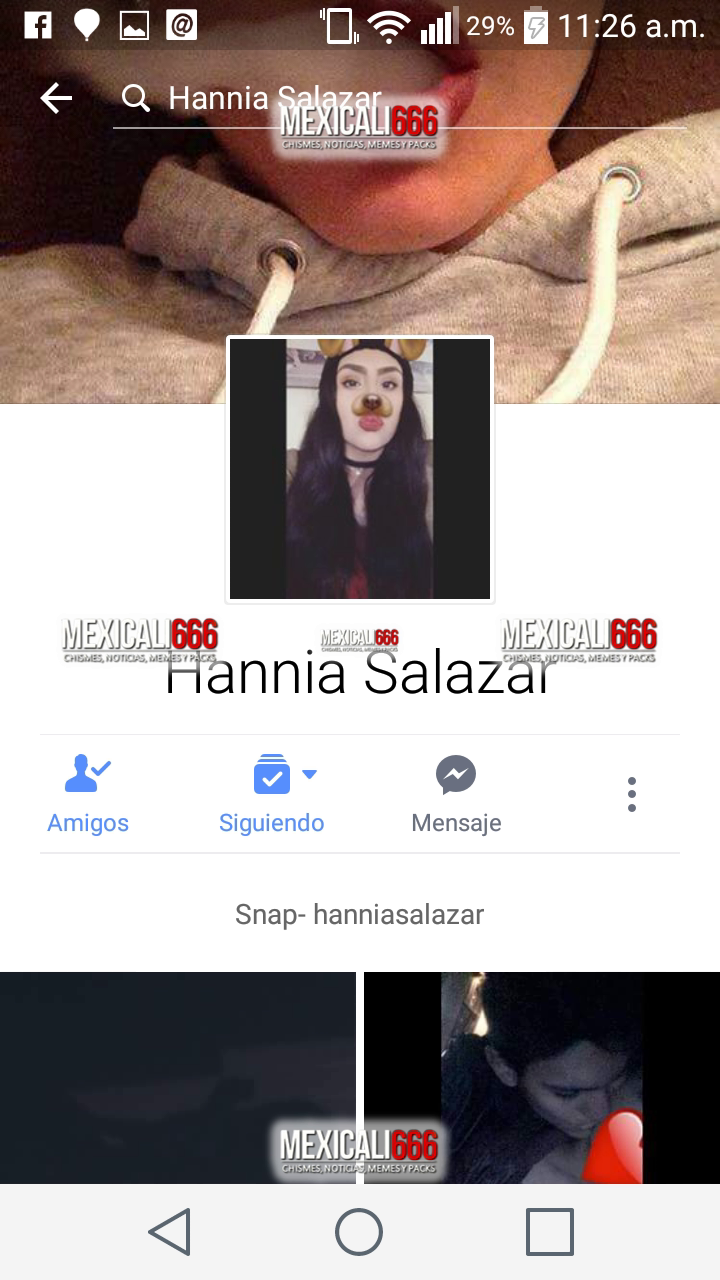 29% 11:26 a.m.
Hannia Salazar
MEXICALI666
CHISMES, NOTICIAS, MEMES Y PACKS
MEXICALI666
CHISMES, NOTICIAS, MEMES Y PACKS
MEXICALI666
CHISMES, NOTICIAS, MEMES Y PACKS
MEXICALI666
CHISMES, NOTICIAS, MEMES Y PACKS
Hannia Salazar
Amigos
Siguiendo
Mensaje
Snap- hanniasalazar
MEXICALI666
CHISMES, NOTICIAS, MEMES Y PACKS